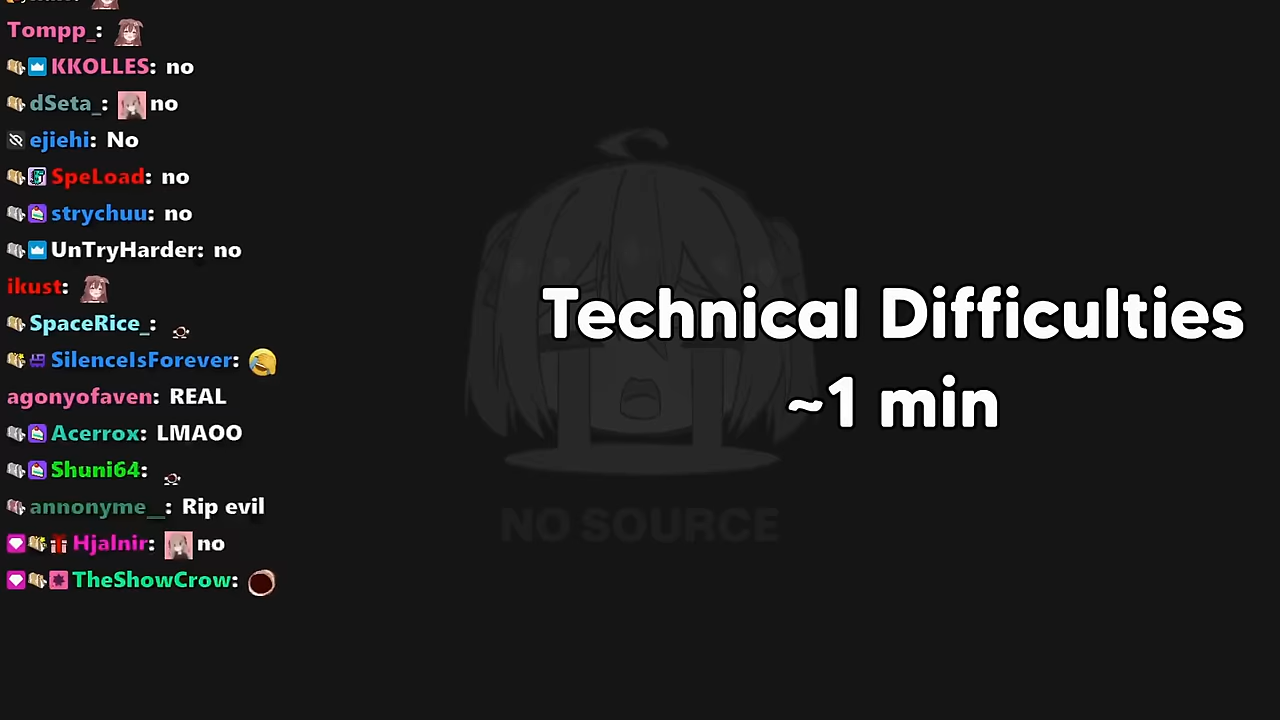 Tompp_:
KKOLLES: no
dSeta_: no
ejiehi: No
SpeLoad: no
strychuu: no
UnTryHarder: no
ikust:
SpaceRice_:
SilenceIsForever:
agonyofaven: REAL
Acerrox: LMAOO
Shuni64:
annonyme__: Rip evil
Hjalnir: no
TheShowCrow:
Technical Difficulties
~1 min
NO SOURCE